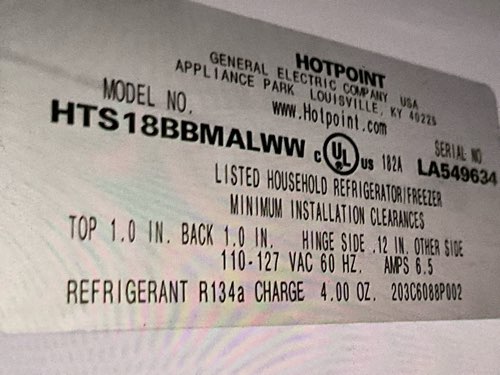 HOTPOINT
GENERAL ELECTRIC COMPANY USA
APPLIANCE PARK LOUISVILLE, KY 40225
www.Hotpoint.com
MODEL NO.
HTS18BBMALWW
C UL US 182A
SERIAL NO
LA549634
LISTED HOUSEHOLD REFRIGERATOR/FREEZER
MINIMUM INSTALLATION CLEARANCES
TOP 1.0 IN. BACK 1.0 IN. HINGE SIDE .12 IN. OTHER SIDE
110-127 VAC 60 HZ. AMPS 6.5
REFRIGERANT R134a CHARGE 4.00 OZ. 203C6088P002